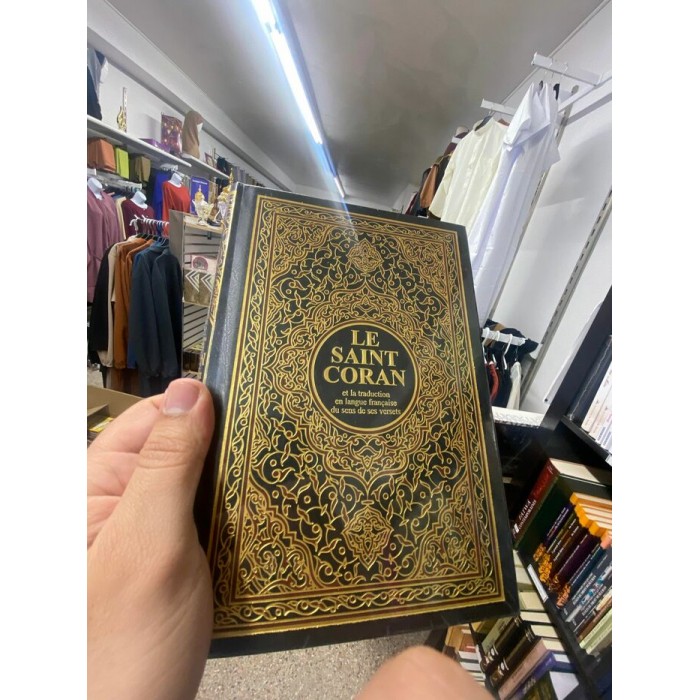 LE
SAINT
CORAN
et la traduction
en langue française
du sens de ses versets